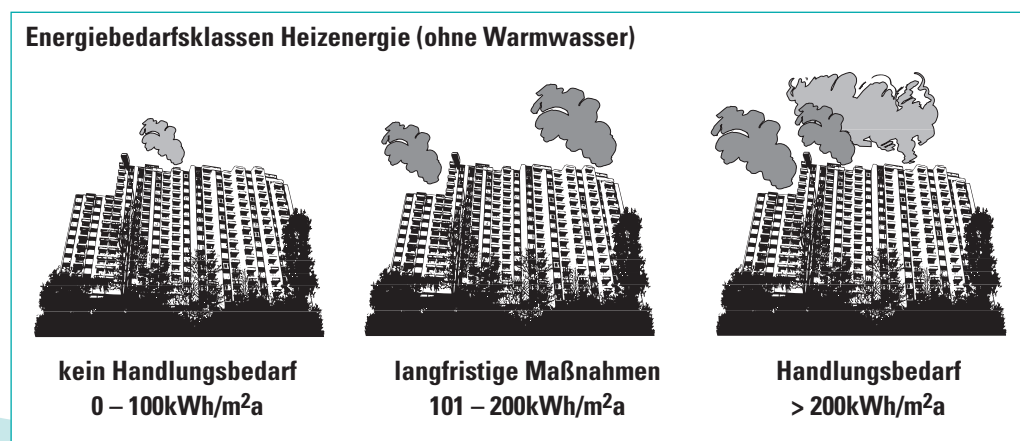 Energiebedarfsklassen Heizenergie (ohne Warmwasser)
kein Handlungsbedarf
0 – 100kWh/m²a
langfristige Maßnahmen
101 – 200kWh/m²a
Handlungsbedarf
> 200kWh/m²a